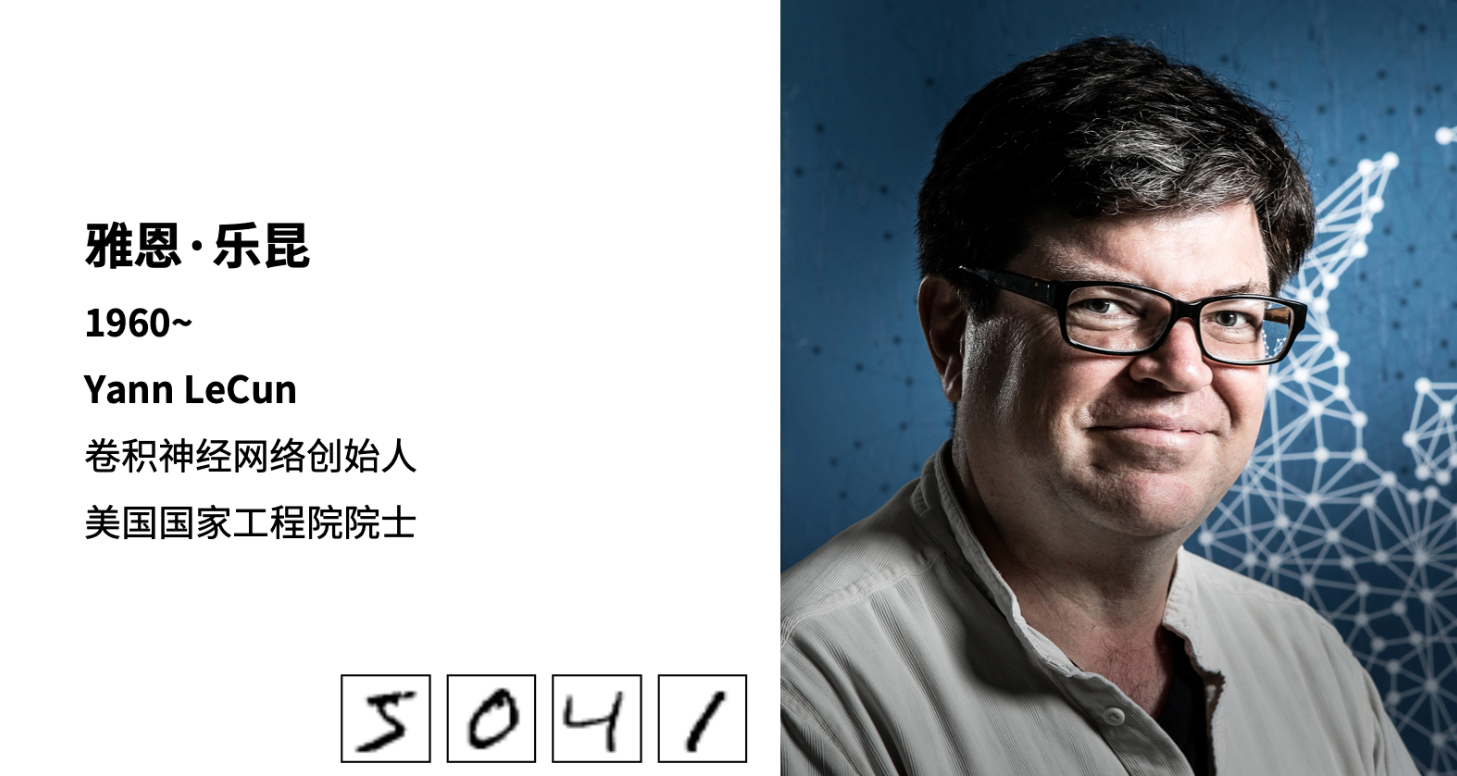 雅恩·乐昆
1960~
Yann LeCun
卷积神经网络创始人
美国国家工程院院士
5 0 4 1